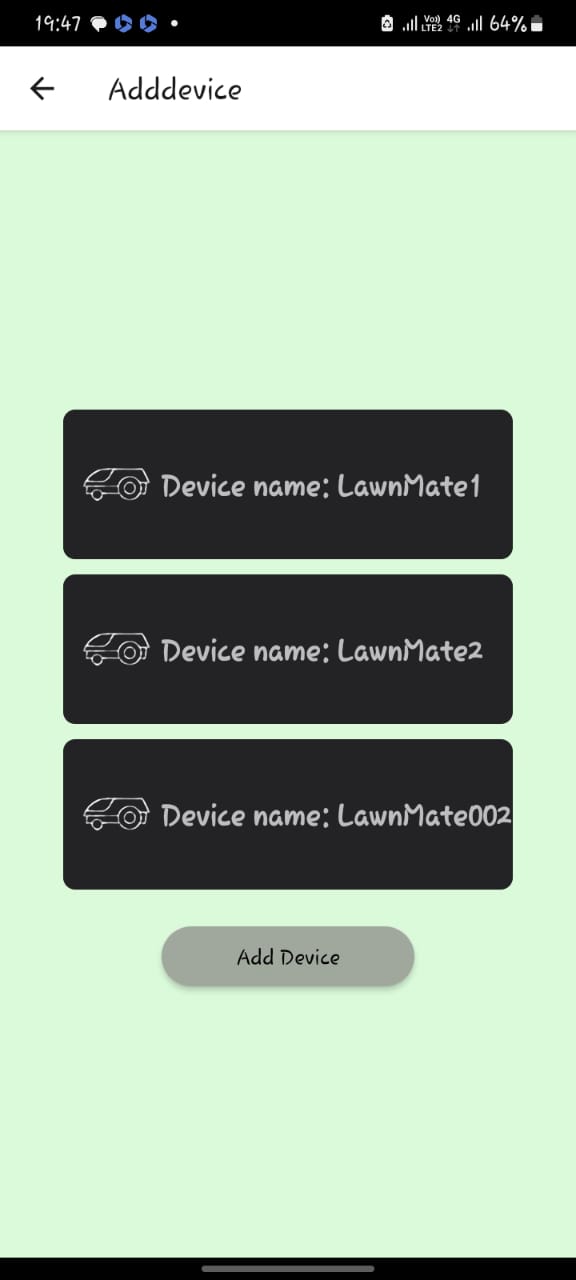 19:47
Vo)) 4G
LTE2
64%
Adddevice
Device name: LawnMate1
Device name: LawnMate2
Device name: LawnMate002
Add Device